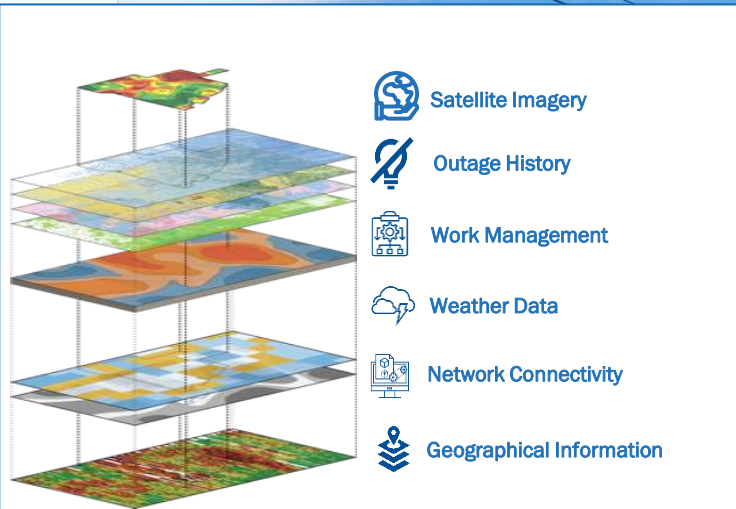 Satellite Imagery
Outage History
Work Management
Weather Data
Network Connectivity
Geographical Information